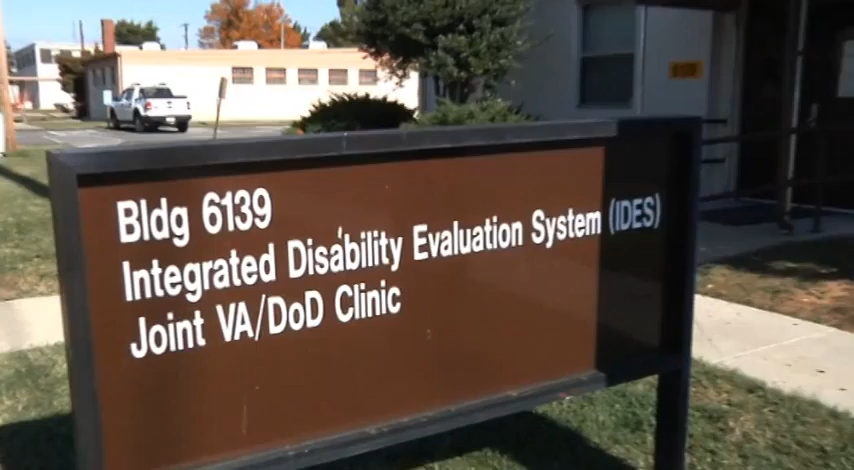 Bldg 6139
Integrated Disability Evaluation System (IDES)
Joint VA/DoD Clinic